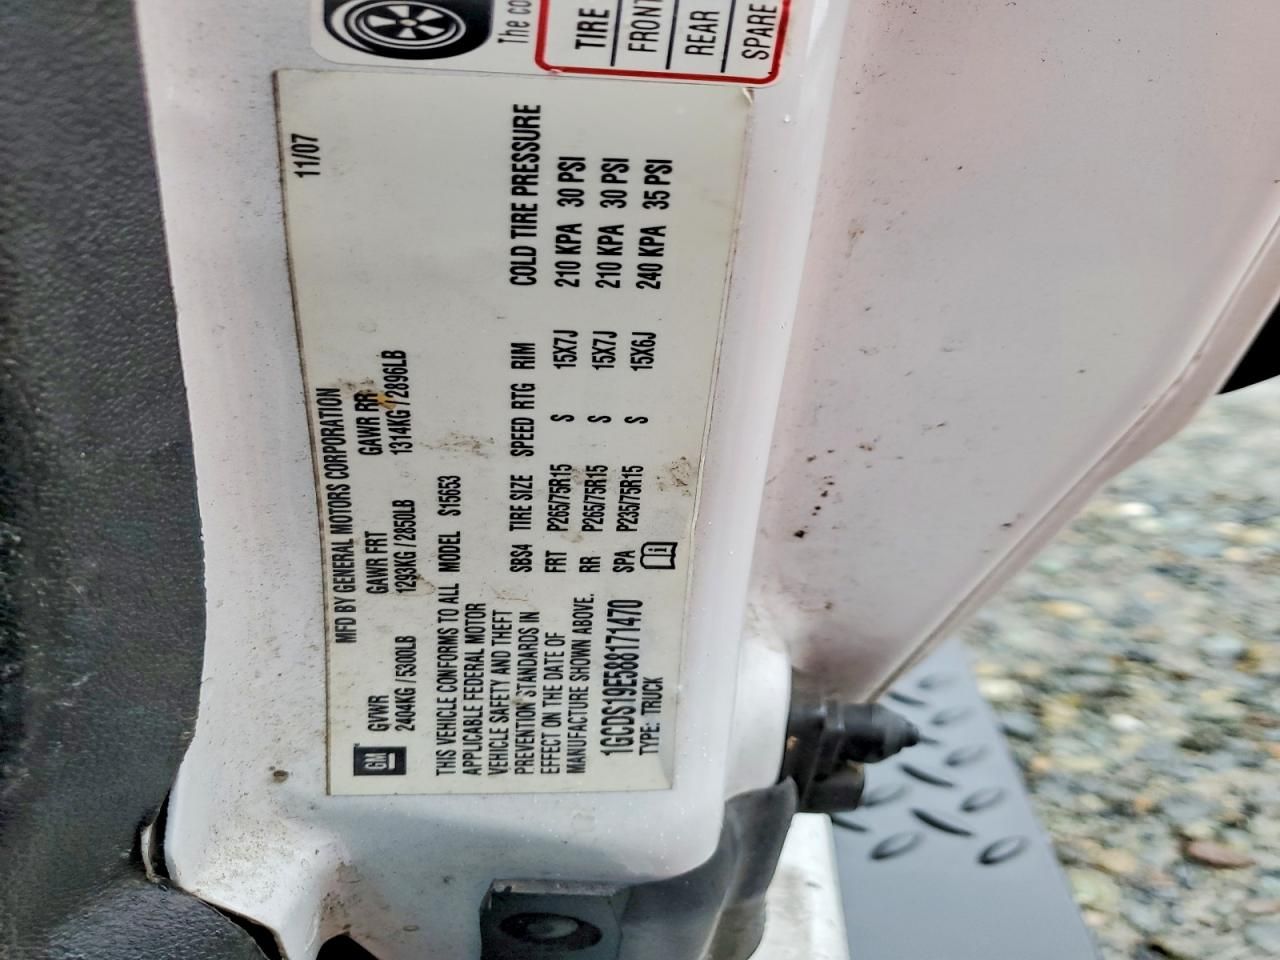 The co
TIRE
FRONT
REAR
SPARE
11/07
MFD BY GENERAL MOTORS CORPORATION
GM
GVWR GAWR FRT GAWR RR
2404KG / 5300LB 1293KG / 2850LB 1314KG / 2896LB
THIS VEHICLE CONFORMS TO ALL
APPLICABLE FEDERAL MOTOR
VEHICLE SAFETY AND THEFT
PREVENTION STANDARDS IN
EFFECT ON THE DATE OF
MANUFACTURE SHOWN ABOVE.
1GCDS19E588171470
TYPE: TRUCK
MODEL S15653
SBS4 TIRE SIZE SPEED RTG RIM COLD TIRE PRESSURE
FRT P265/75R15 S 15X7J 210 KPA 30 PSI
RR P265/75R15 S 15X7J 210 KPA 30 PSI
SPA P235/75R15 S 15X6J 240 KPA 35 PSI